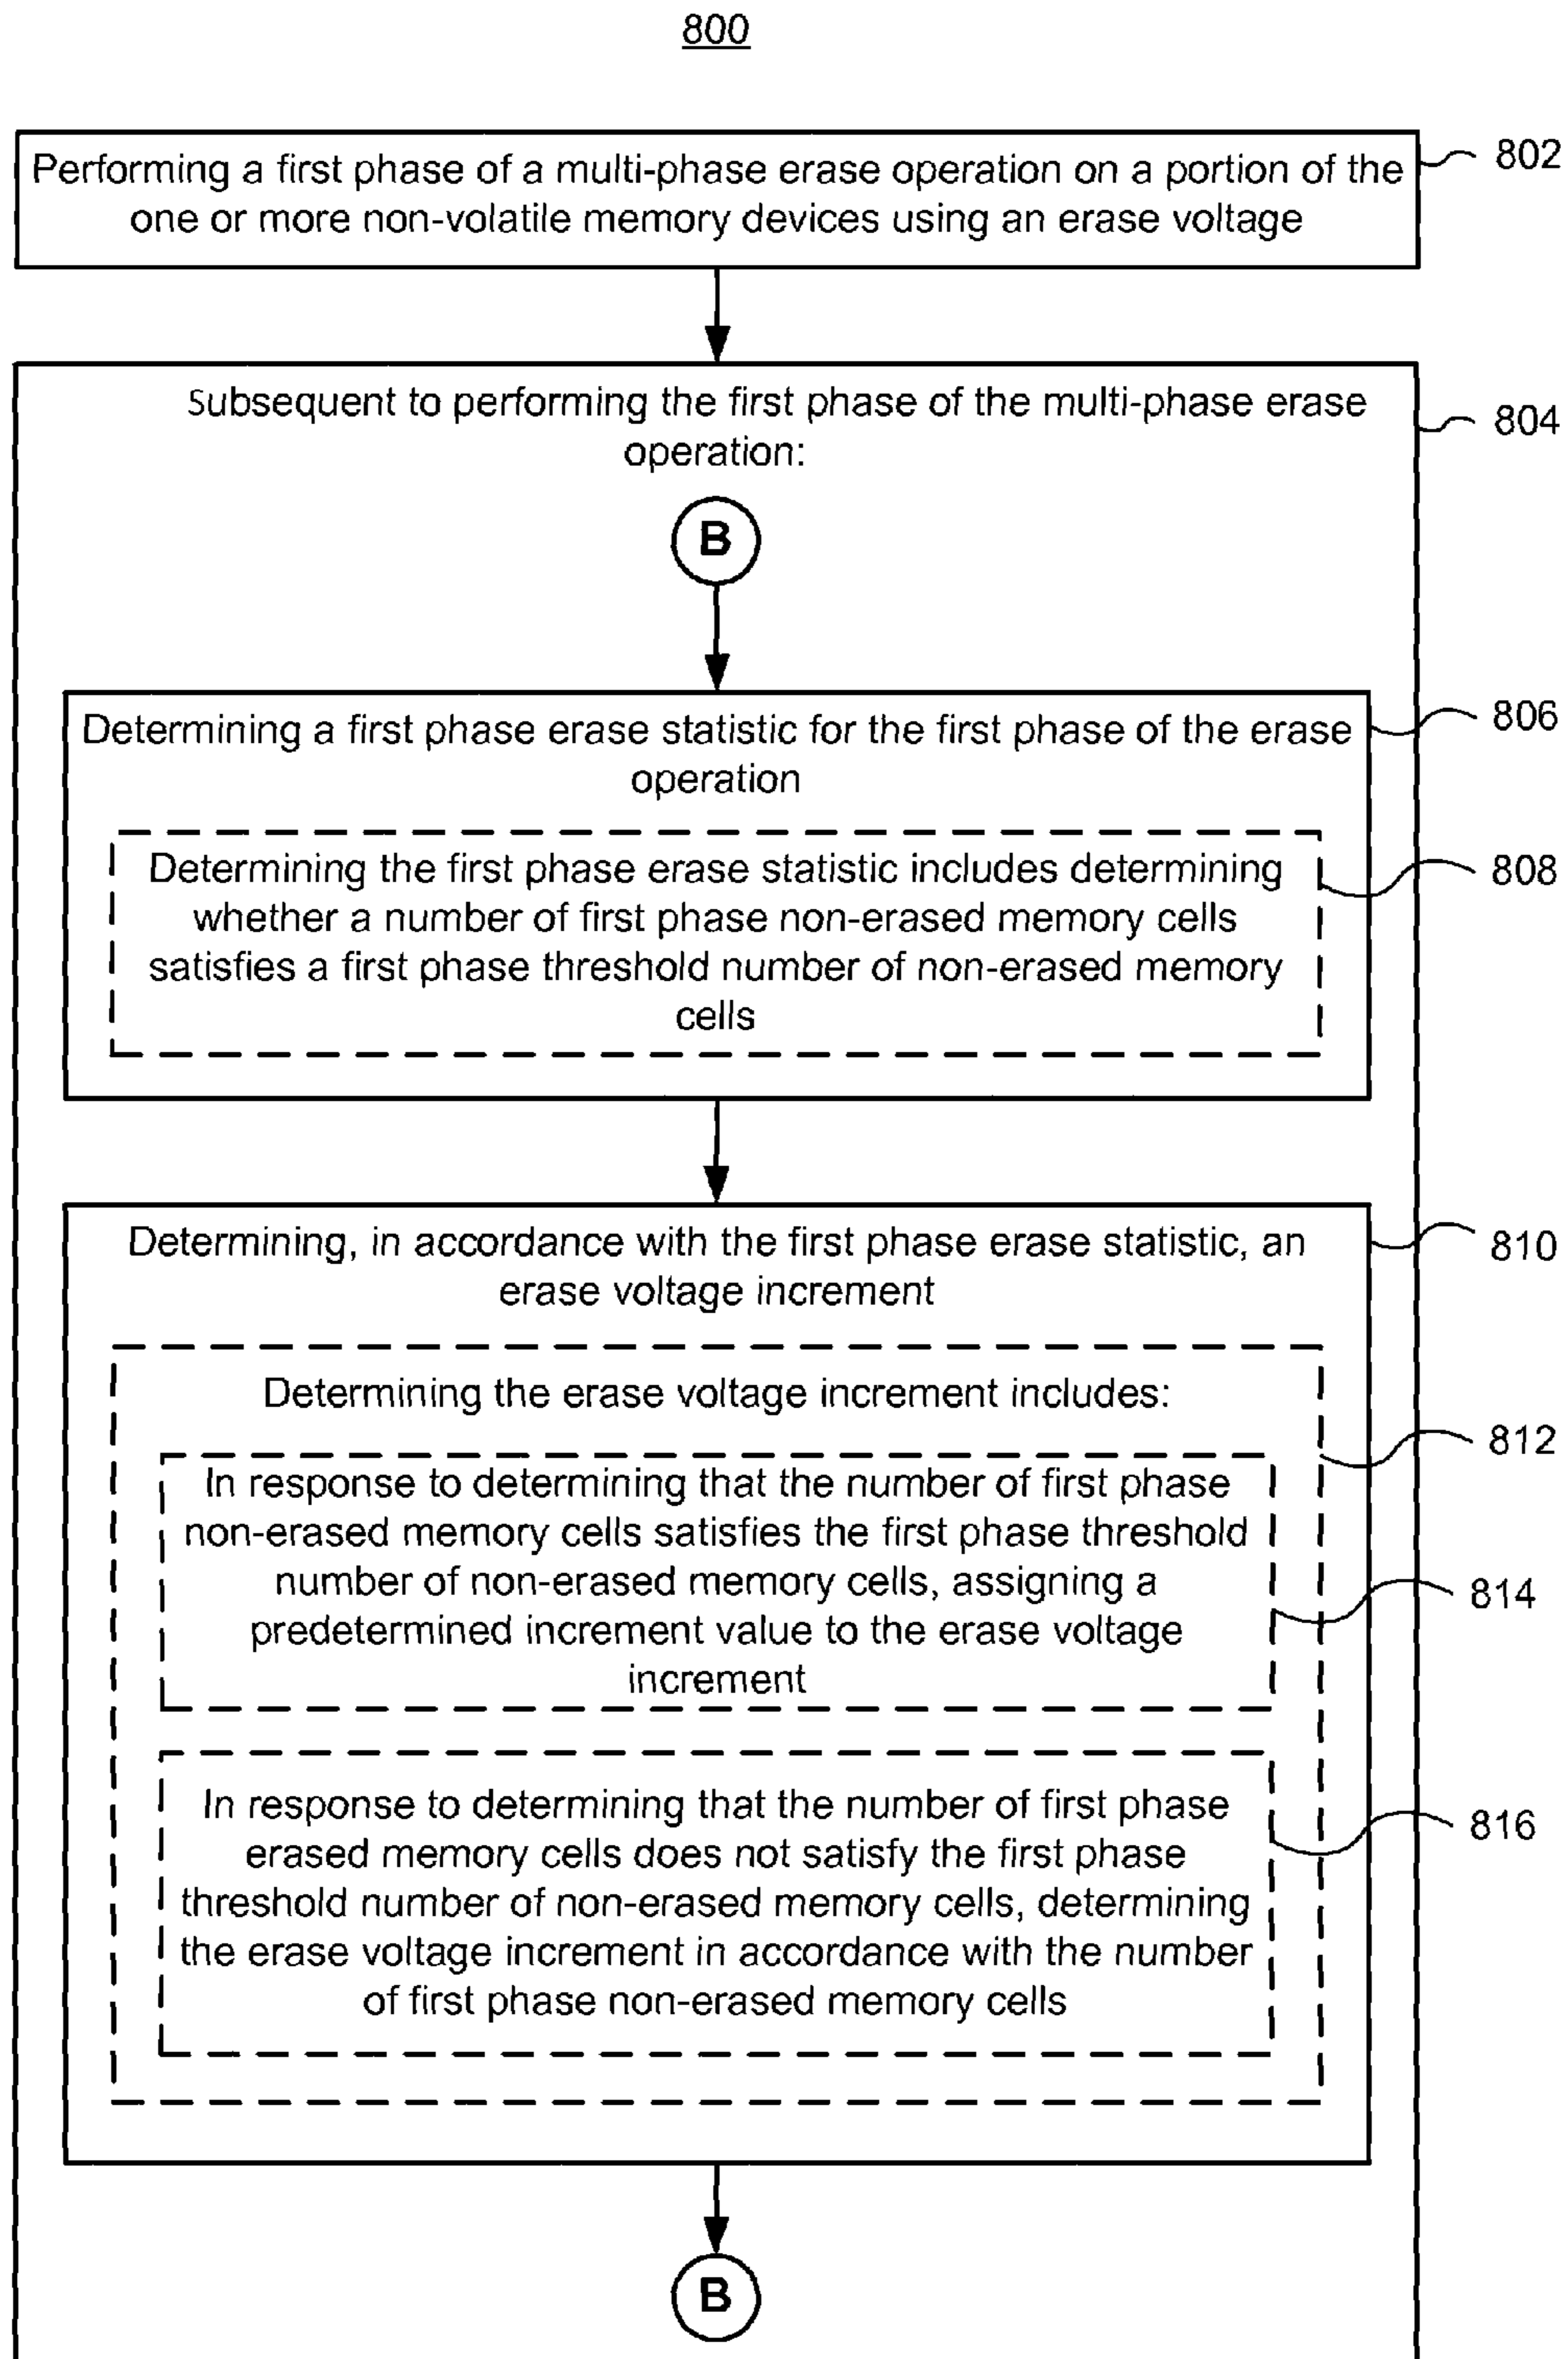 800
Performing a first phase of a multi-phase erase operation on a portion of the
one or more non-volatile memory devices using an erase voltage
802
Subsequent to performing the first phase of the multi-phase erase
operation:
804
B
Determining a first phase erase statistic for the first phase of the erase
operation
806
Determining the first phase erase statistic includes determining
whether a number of first phase non-erased memory cells
satisfies a first phase threshold number of non-erased memory
cells
808
Determining, in accordance with the first phase erase statistic, an
erase voltage increment
810
Determining the erase voltage increment includes:
812
In response to determining that the number of first phase
non-erased memory cells satisfies the first phase threshold
number of non-erased memory cells, assigning a
predetermined increment value to the erase voltage
increment
814
In response to determining that the number of first phase
erased memory cells does not satisfy the first phase
threshold number of non-erased memory cells, determining
the erase voltage increment in accordance with the number
of first phase non-erased memory cells
816
B